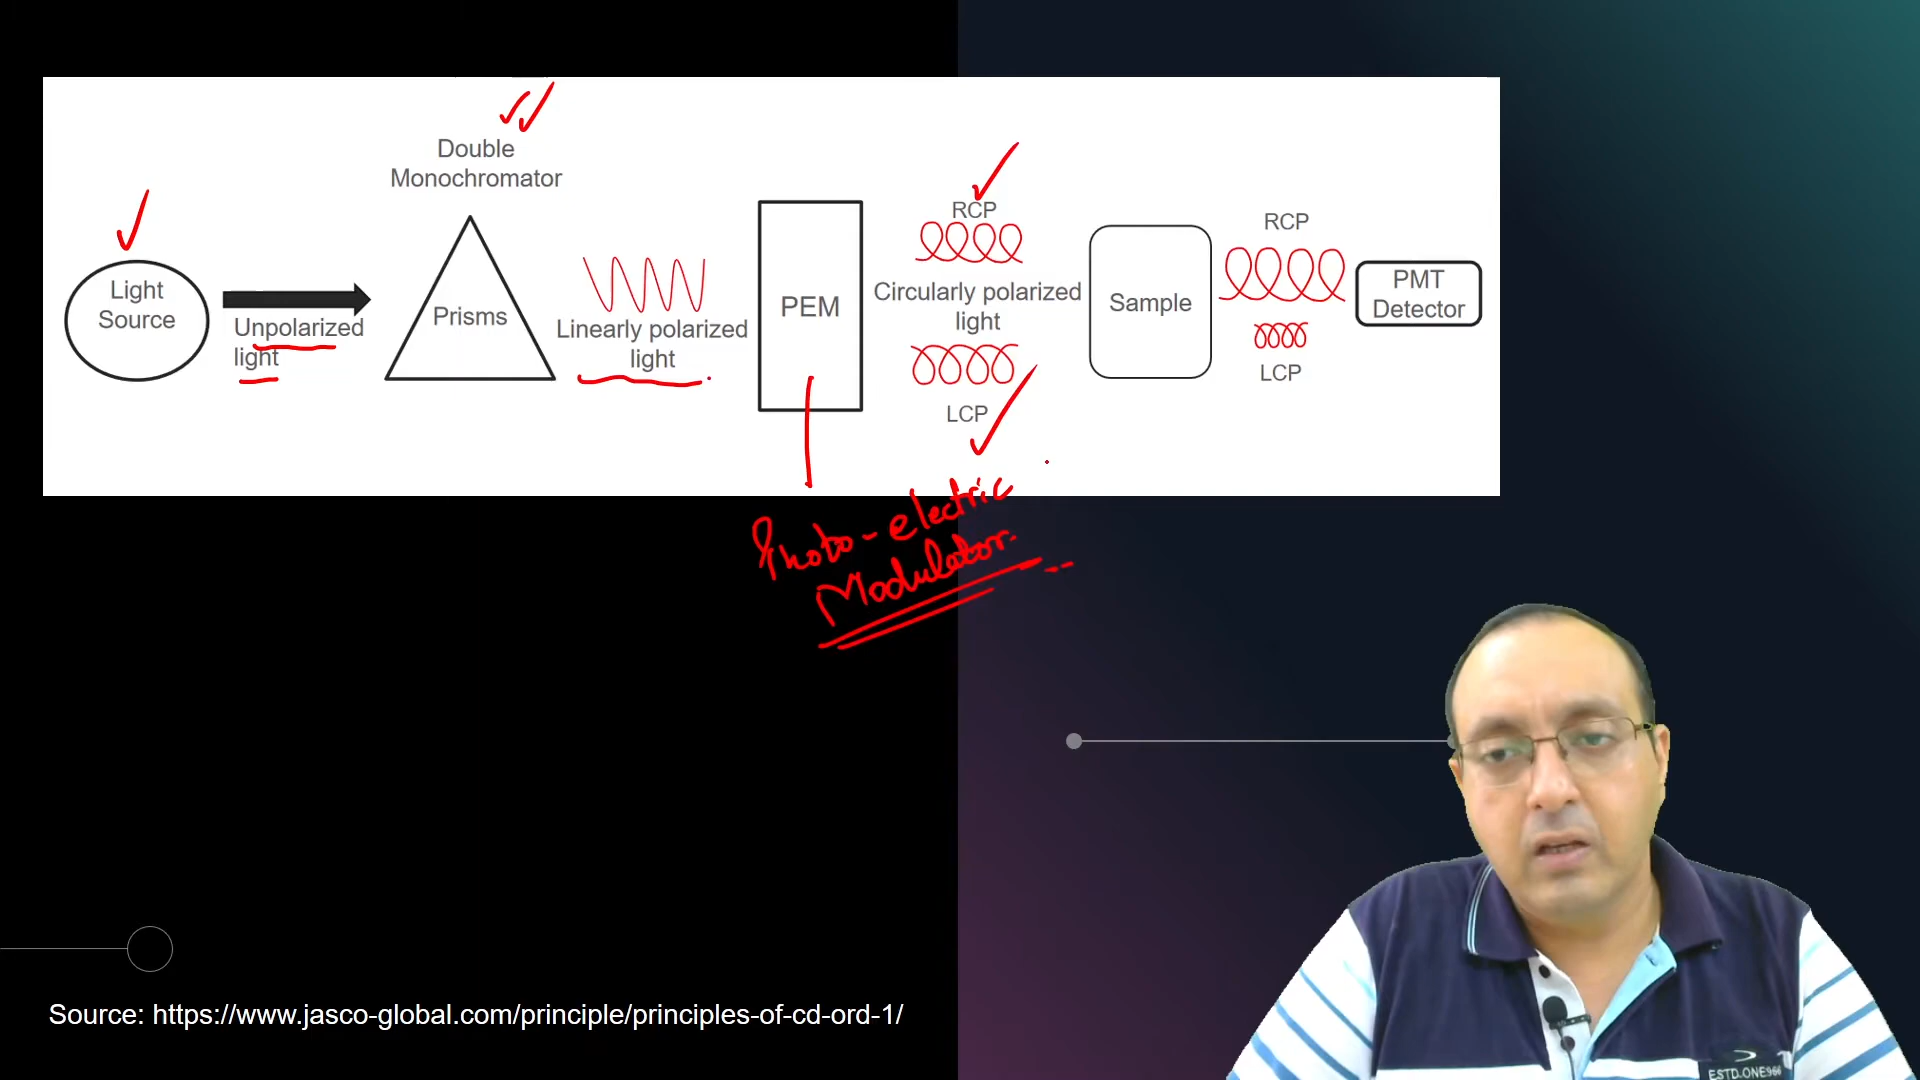 Double
Monochromator
Light
Source
Unpolarized
light
Prisms
Linearly polarized
light
PEM
RCP
Circularly polarized
light
LCP
Sample
RCP
LCP
PMT
Detector
Photo-electric
Modulator.
Source: https://www.jasco-global.com/principle/principles-of-cd-ord-1/